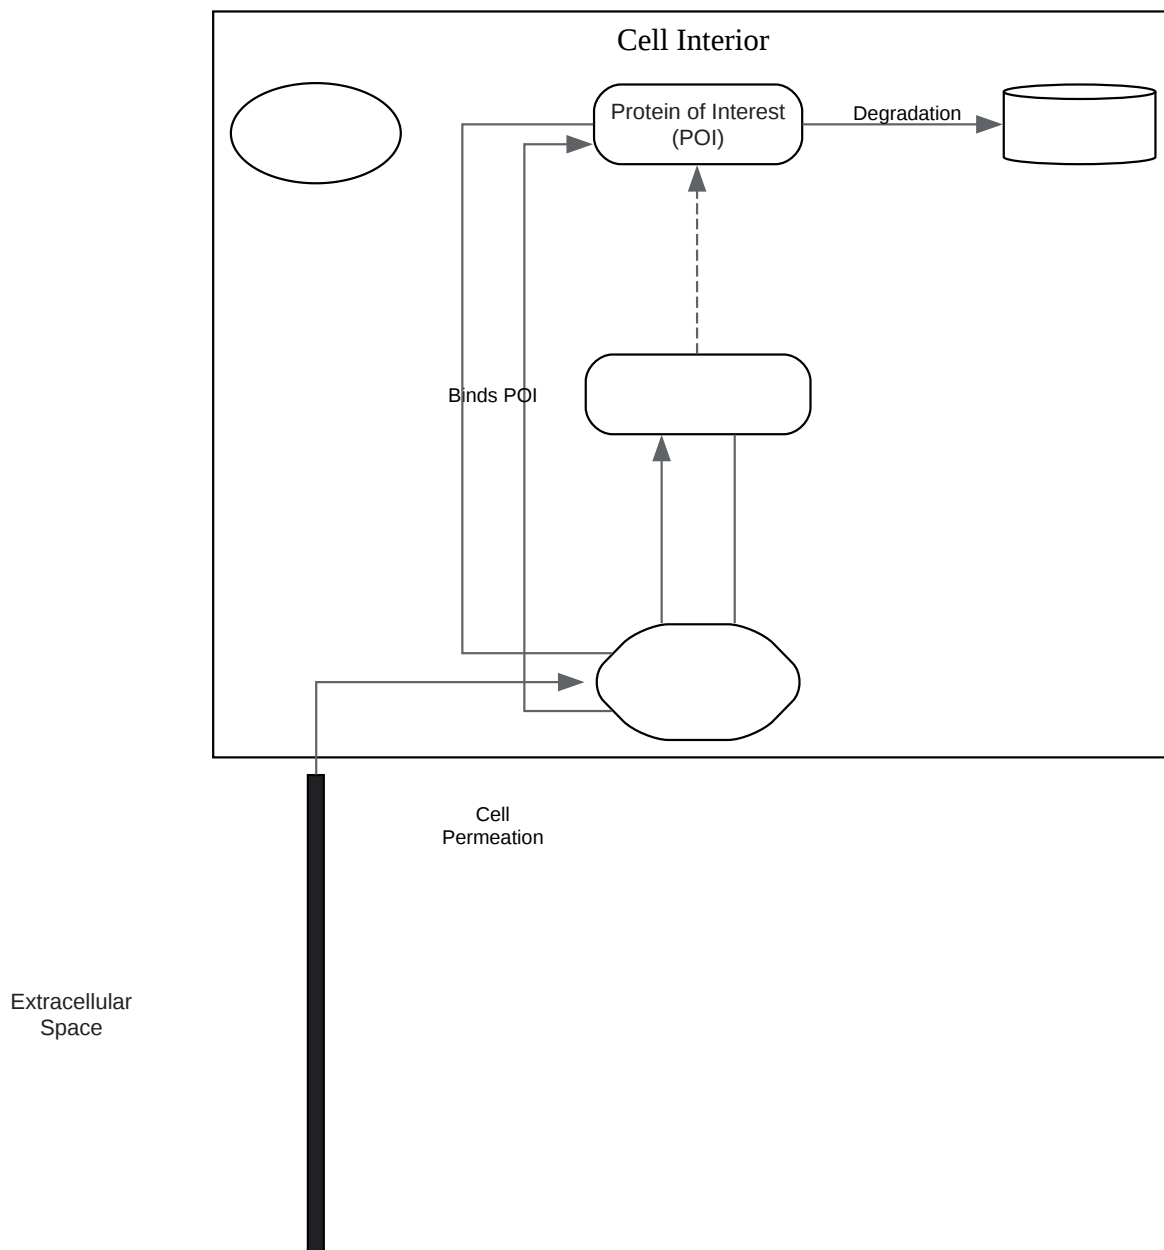 Cell Interior
Protein of Interest
(POI)
Degradation
Binds POI
Cell
Permeation
Extracellular
Space